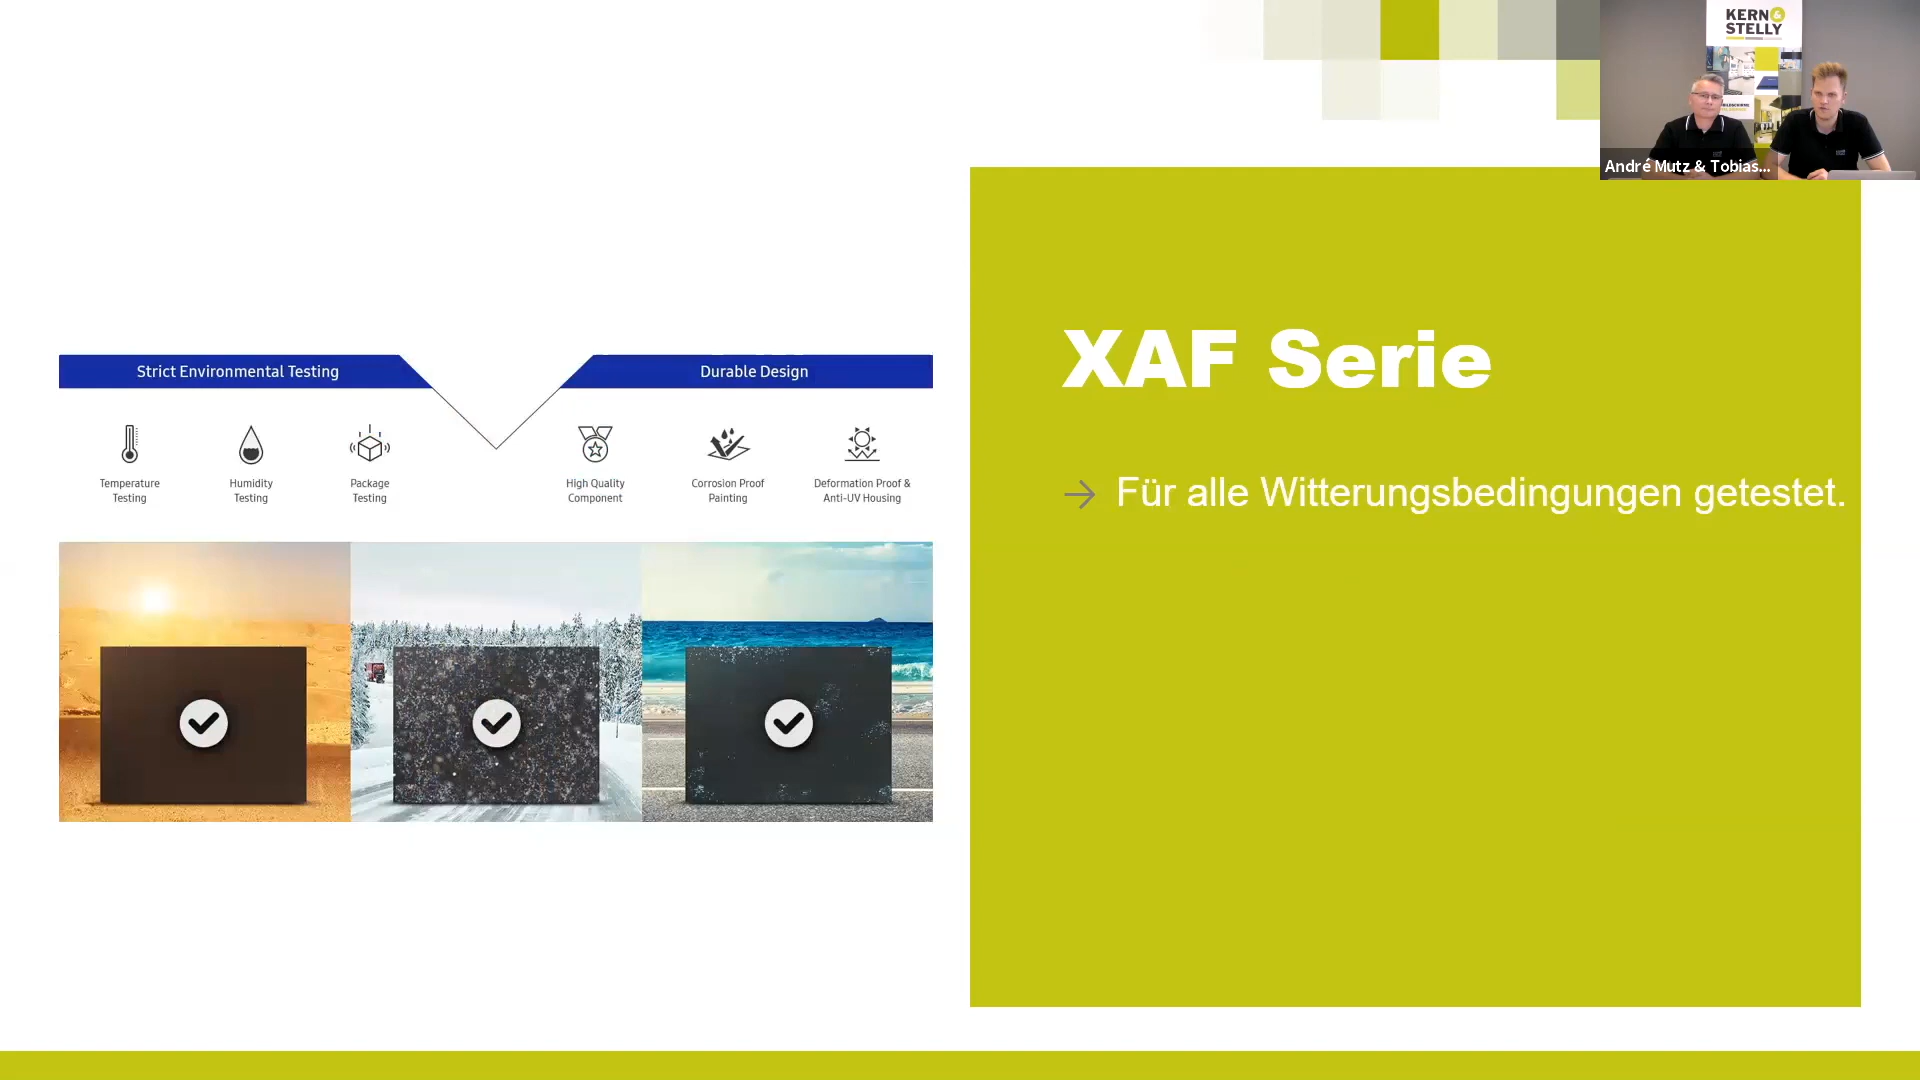 KERN &
STELLY
André Mutz & Tobias...
Strict Environmental Testing
Durable Design
Temperature
Testing
Humidity
Testing
Package
Testing
High Quality
Component
Corrosion Proof
Painting
Deformation Proof &
Anti-UV Housing
XAF Serie
→ Für alle Witterungsbedingungen getestet.